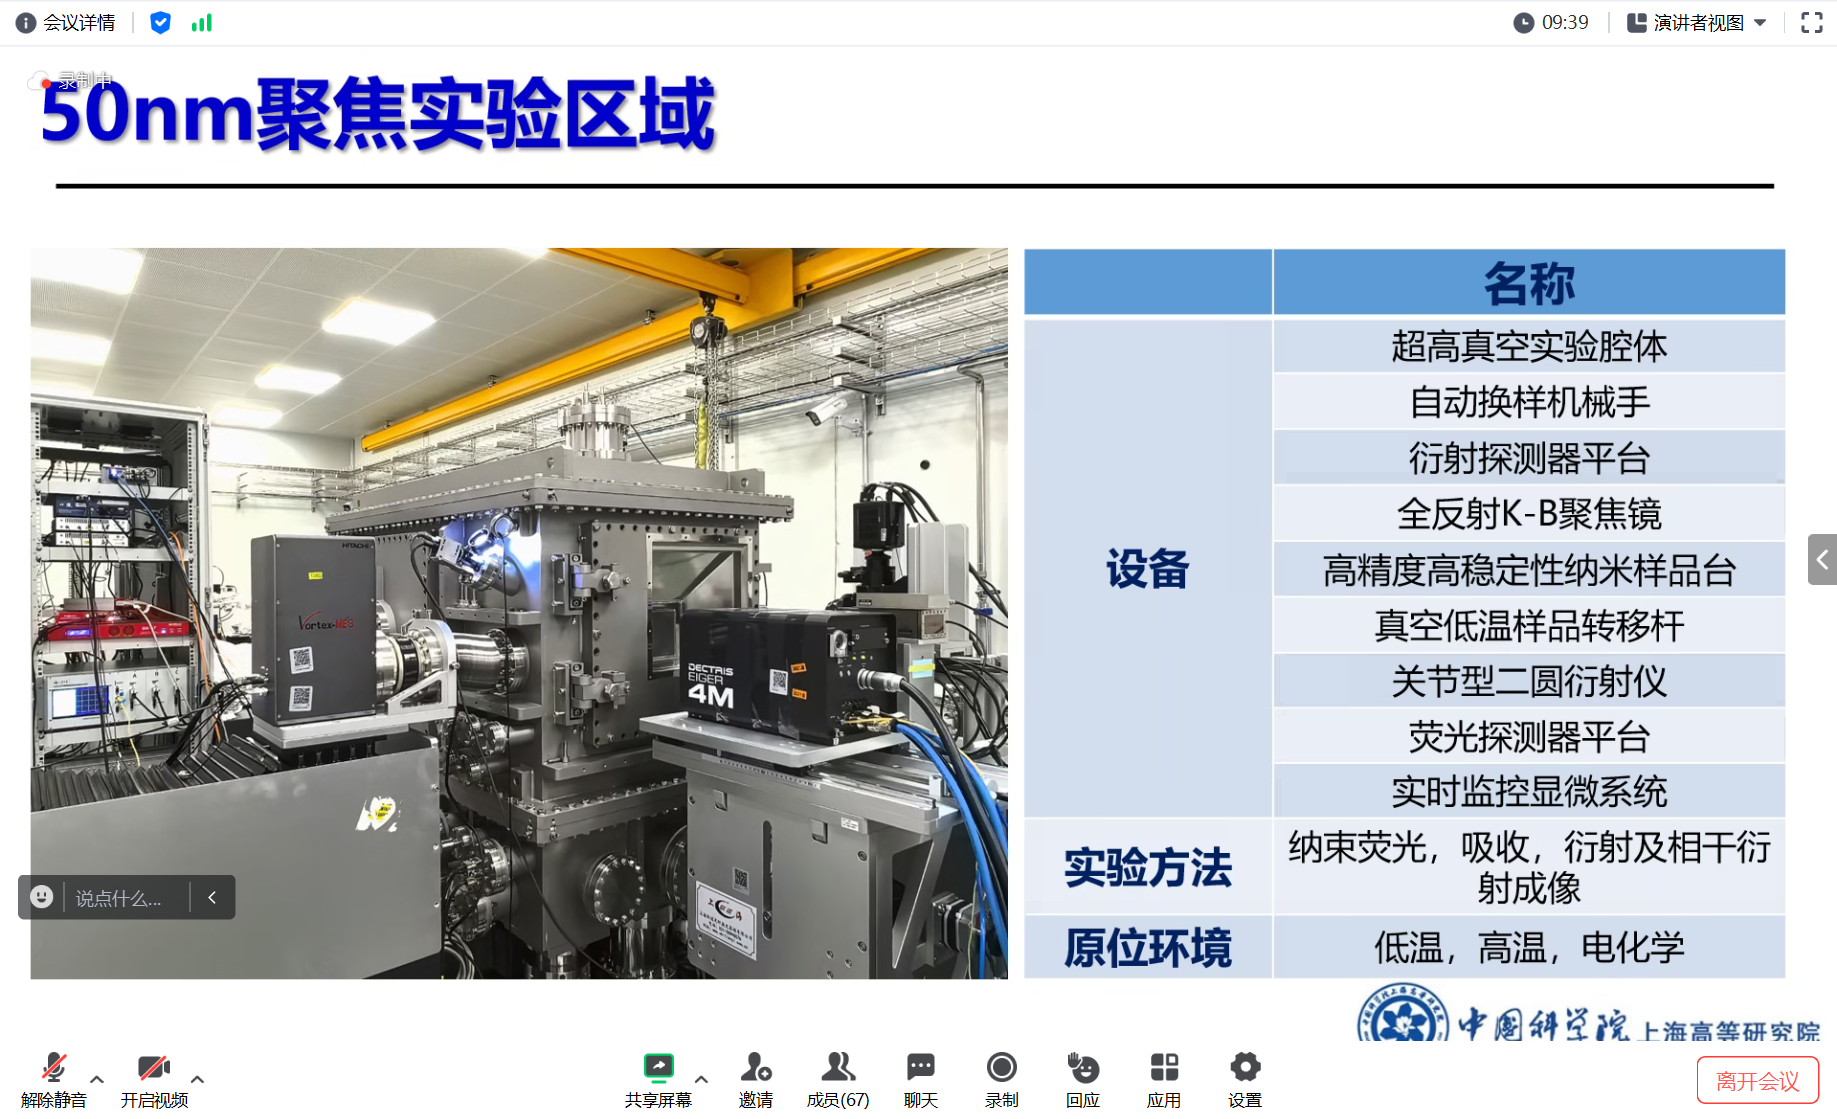 会议详情
09:39
演讲者视图
录制中
50nm聚焦实验区域
HITACHI
Vortex-ME3
DECTRIS
EIGER
4M
名称
设备
超高真空实验腔体
自动换样机械手
衍射探测器平台
全反射K-B聚焦镜
高精度高稳定性纳米样品台
真空低温样品转移杆
关节型二圆衍射仪
荧光探测器平台
实时监控显微系统
实验方法
纳束荧光，吸收，衍射及相干衍
射成像
原位环境
低温，高温，电化学
说点什么...
中国科学院上海高等研究院
解除静音
开启视频
共享屏幕
邀请
成员(67)
聊天
录制
回应
应用
设置
离开会议